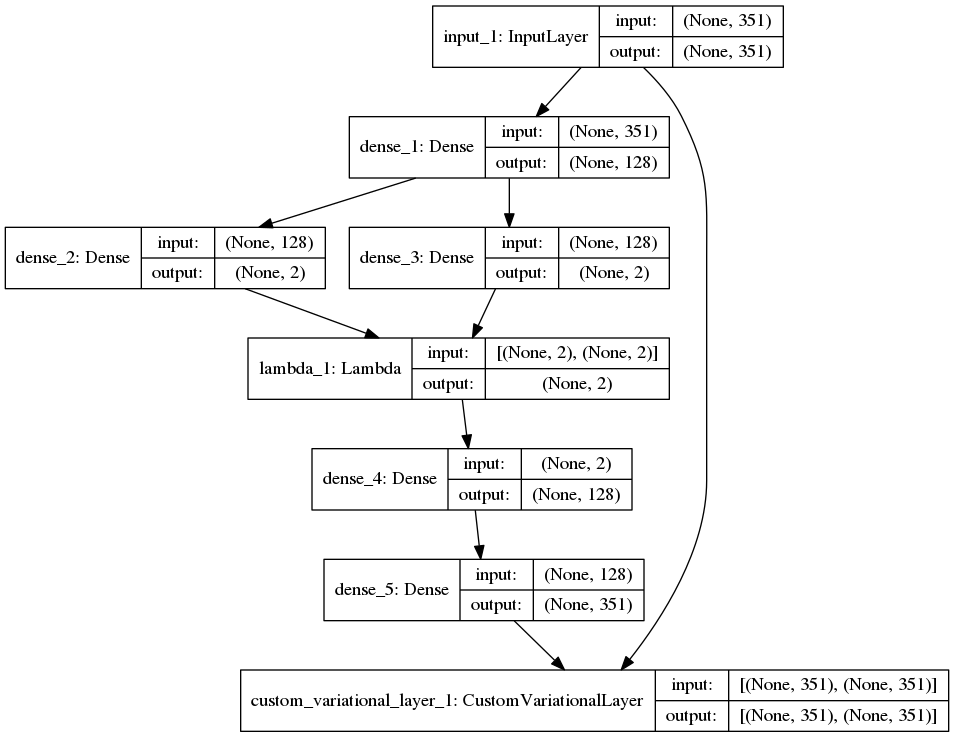 input_1: InputLayer
input: (None, 351)
output: (None, 351)
dense_1: Dense
input: (None, 351)
output: (None, 128)
dense_2: Dense
input: (None, 128)
output: (None, 2)
dense_3: Dense
input: (None, 128)
output: (None, 2)
lambda_1: Lambda
input: [(None, 2), (None, 2)]
output: (None, 2)
dense_4: Dense
input: (None, 2)
output: (None, 128)
dense_5: Dense
input: (None, 128)
output: (None, 351)
custom_variational_layer_1: CustomVariationalLayer
input: [(None, 351), (None, 351)]
output: [(None, 351), (None, 351)]